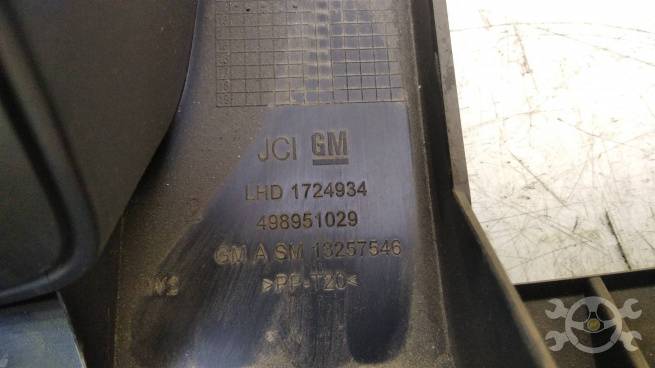 JCI GM
LHD 1724934
498951029
GM A SM 13257546
>PP-T20<